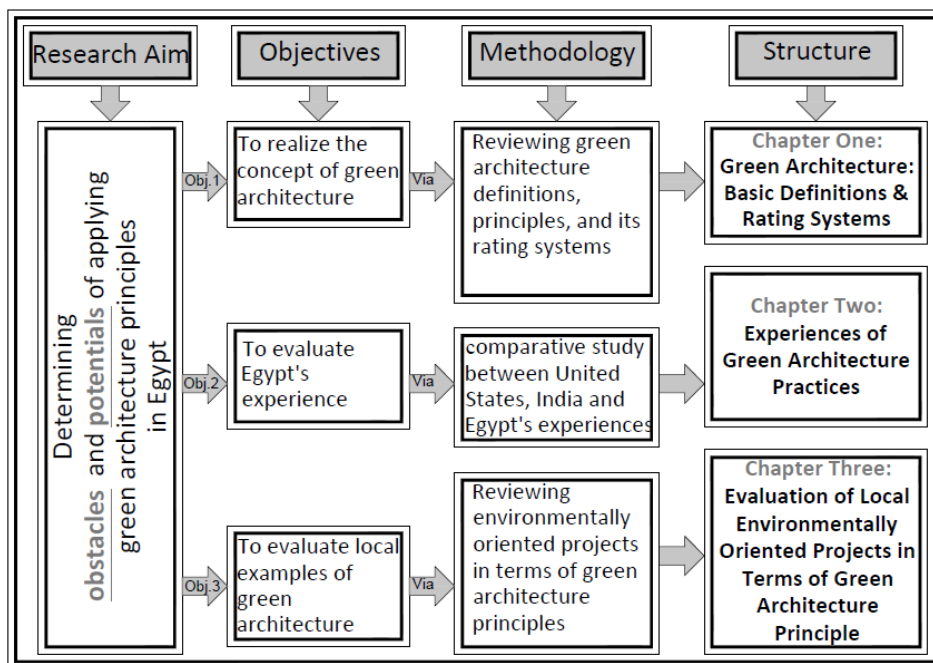 Research Aim
Objectives
Methodology
Structure
Determining
obstacles and potentials of applying
green architecture principles
in Egypt
Obj.1
To realize the
concept of green
architecture
Via
Reviewing green
architecture
definitions,
principles, and its
rating systems
Chapter One:
Green Architecture:
Basic Definitions &
Rating Systems
Obj.2
To evaluate
Egypt's
experience
Via
comparative study
between United
States, India and
Egypt's experiences
Chapter Two:
Experiences of
Green Architecture
Practices
Obj.3
To evaluate local
examples of
green
architecture
Via
Reviewing
environmentally
oriented projects
in terms of green
architecture
principles
Chapter Three:
Evaluation of Local
Environmentally
Oriented Projects in
Terms of Green
Architecture
Principle